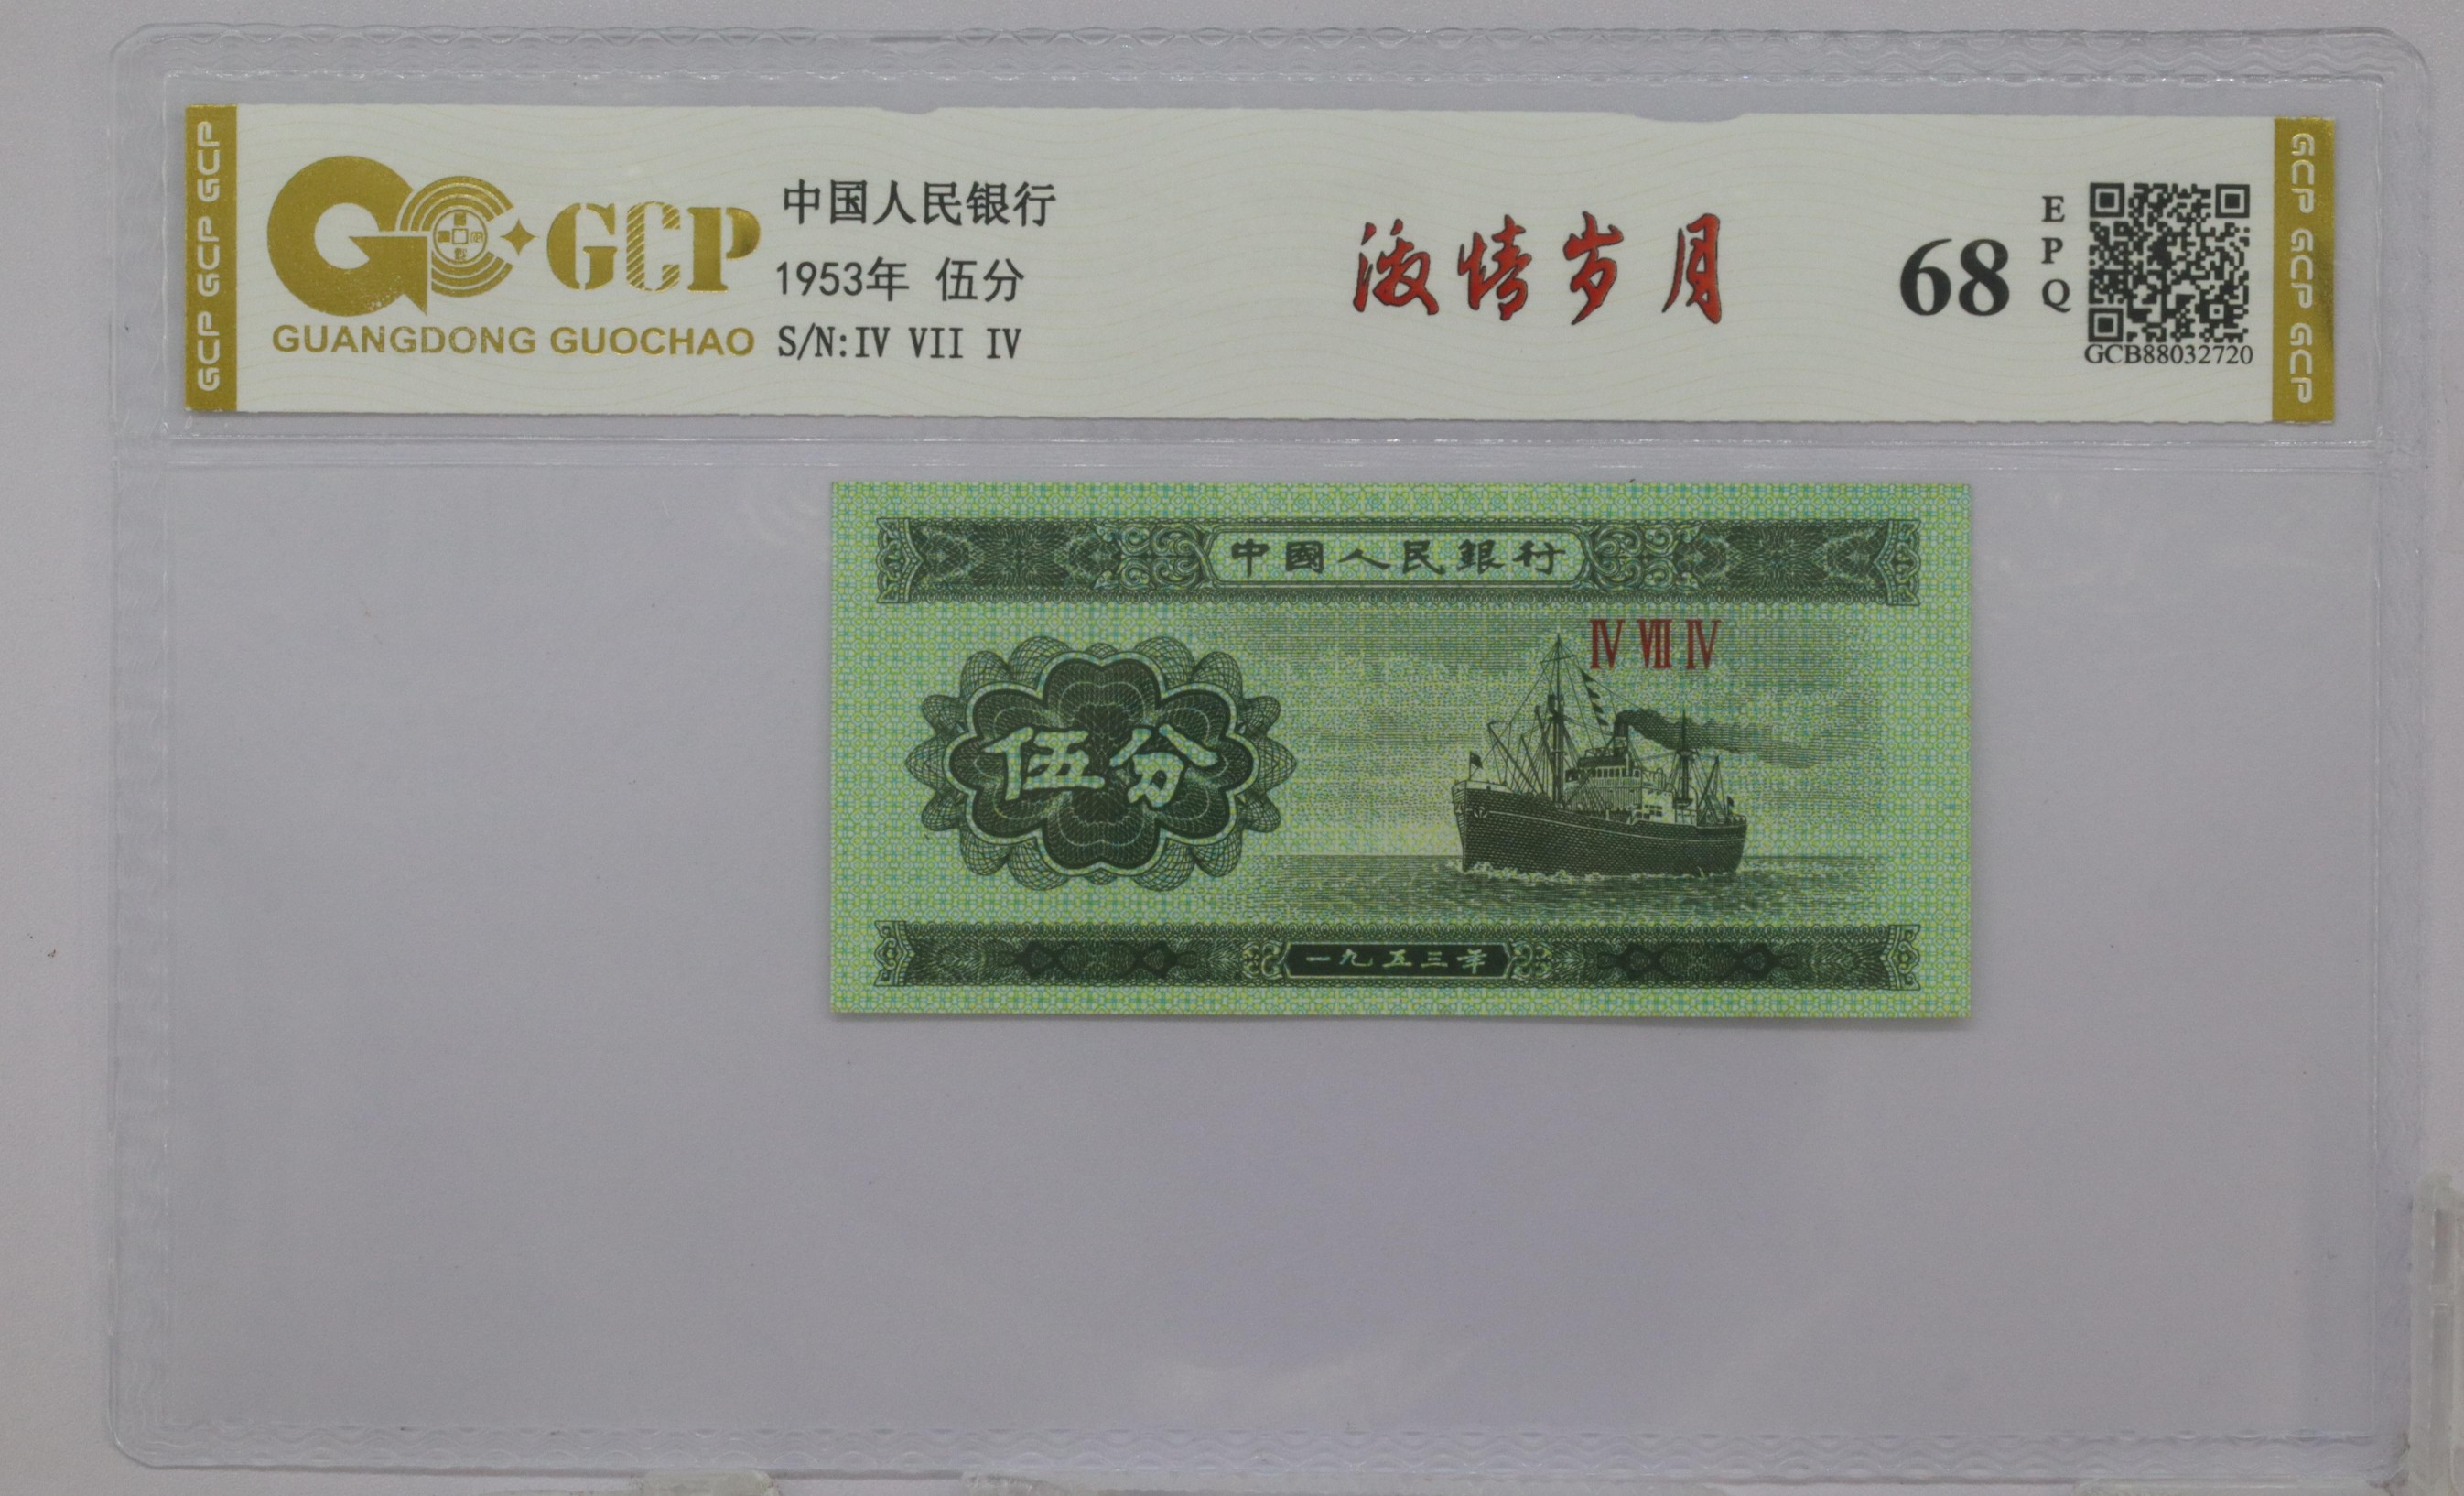 GCP GCP GCP
GCP
GUANGDONG GUOCHAO
中国人民银行
1953年 伍分
S/N:IV VII IV
激情岁月
68
EPQ
GCB88032720
GCP GCP GCP
中國人民銀行
IV VII IV
伍分
一九五三年